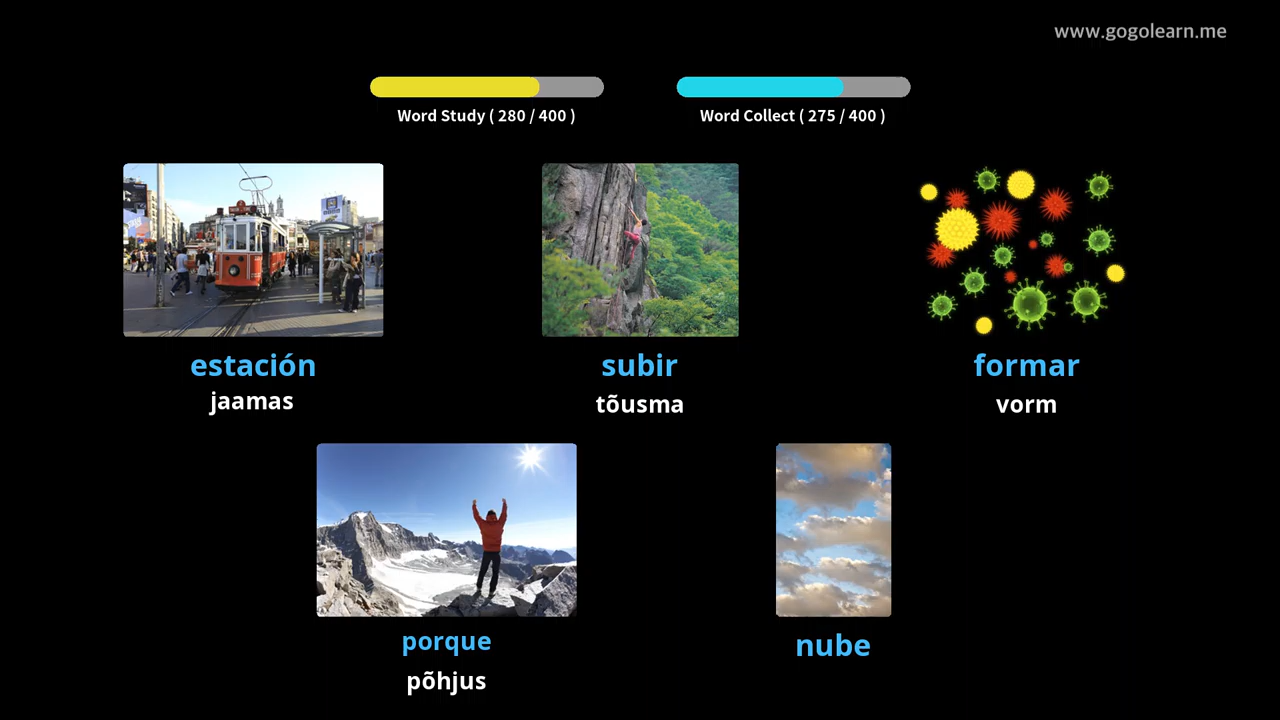 www.gogolearn.me
Word Study ( 280 / 400 )
Word Collect ( 275 / 400 )
estación
jaamas
subir
tõusma
formar
vorm
porque
põhjus
nube